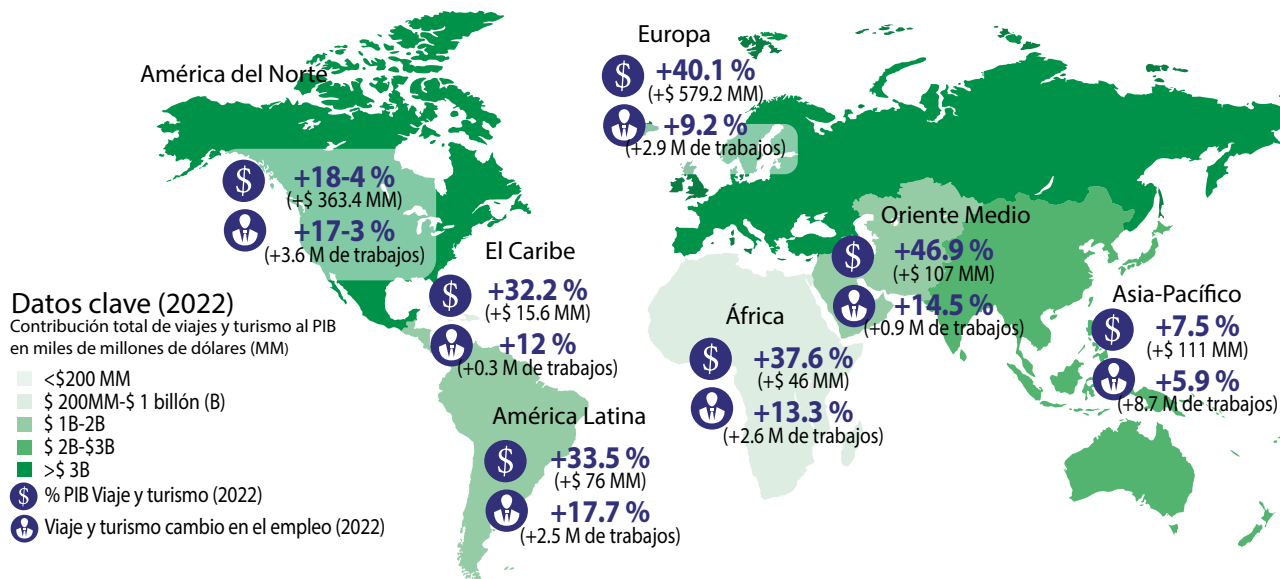 América del Norte
$
+18-4 %
(+$ 363.4 MM)
+17-3 %
(+3.6 M de trabajos)
Europa
$
+40.1 %
(+$ 579.2 MM)
+9.2 %
(+2.9 M de trabajos)
El Caribe
$
+32.2 %
(+$ 15.6 MM)
+12 %
(+0.3 M de trabajos)
Oriente Medio
$
+46.9 %
(+$ 107 MM)
+14.5 %
(+0.9 M de trabajos)
Asia-Pacífico
$
+7.5 %
(+$ 111 MM)
+5.9 %
(+8.7 M de trabajos)
África
$
+37.6 %
(+$ 46 MM)
+13.3 %
(+2.6 M de trabajos)
América Latina
$
+33.5 %
(+$ 76 MM)
+17.7 %
(+2.5 M de trabajos)
Datos clave (2022)
Contribución total de viajes y turismo al PIB
en miles de millones de dólares (MM)
<$200 MM
$ 200MM-$ 1 billón (B)
$ 1B-2B
$ 2B-$3B
>$ 3B
$ % PIB Viaje y turismo (2022)
Viaje y turismo cambio en el empleo (2022)